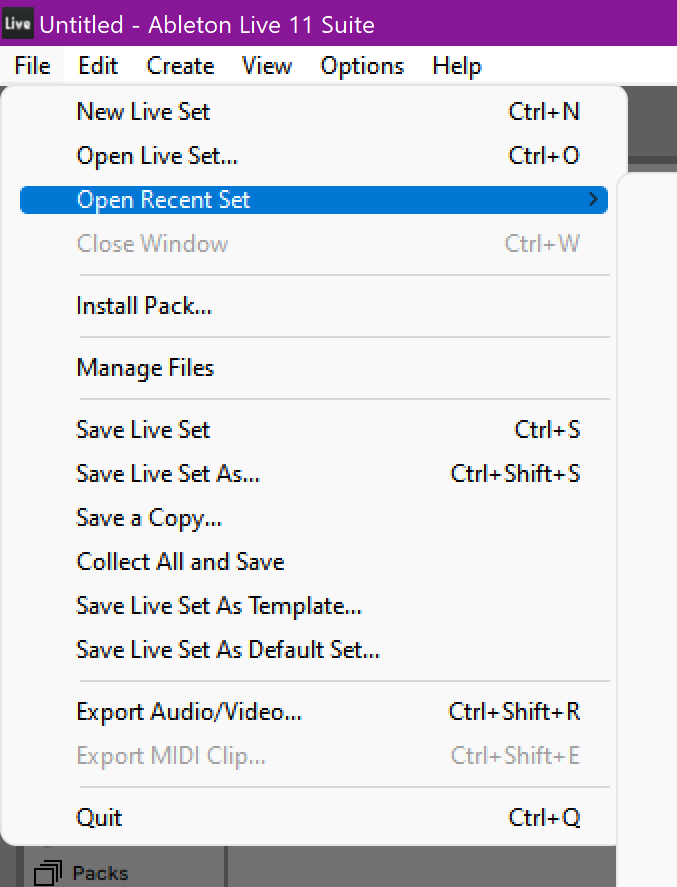 Live Untitled - Ableton Live 11 Suite
File Edit Create View Options Help
New Live Set Ctrl+N
Open Live Set... Ctrl+O
Open Recent Set
Close Window Ctrl+W
Install Pack...
Manage Files
Save Live Set Ctrl+S
Save Live Set As... Ctrl+Shift+S
Save a Copy...
Collect All and Save
Save Live Set As Template...
Save Live Set As Default Set...
Export Audio/Video... Ctrl+Shift+R
Export MIDI Clip... Ctrl+Shift+E
Quit Ctrl+Q
Packs